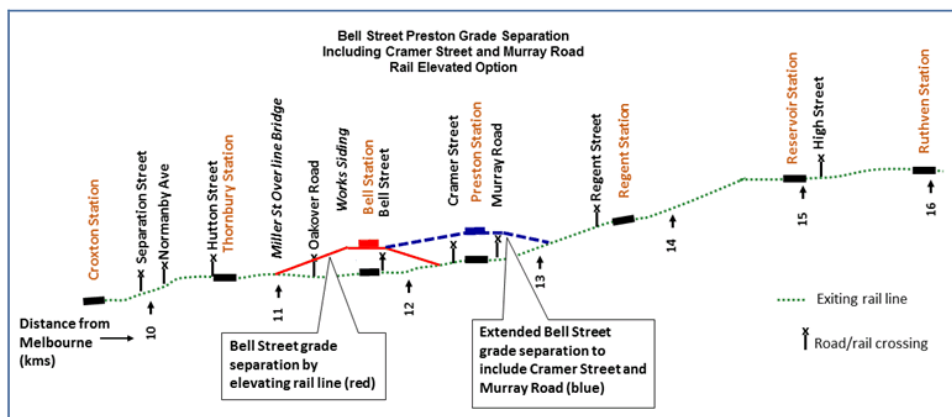 Bell Street Preston Grade Separation
Including Cramer Street and Murray Road
Rail Elevated Option
Croxton Station
Separation Street
Normanby Ave
Hutton Street
Thornbury Station
Miller St Overline Bridge
Oakover Road
Works Siding
Bell Station
Bell Street
Cramer Street
Preston Station
Murray Road
Regent Street
Regent Station
Reservoir Station
High Street
Ruthven Station
Distance from
Melbourne
(kms)
10
11
12
13
14
15
16
Bell Street grade
separation by
elevating rail line (red)
Extended Bell Street
grade separation to
include Cramer Street and
Murray Road (blue)
Exiting rail line
Road/rail crossing